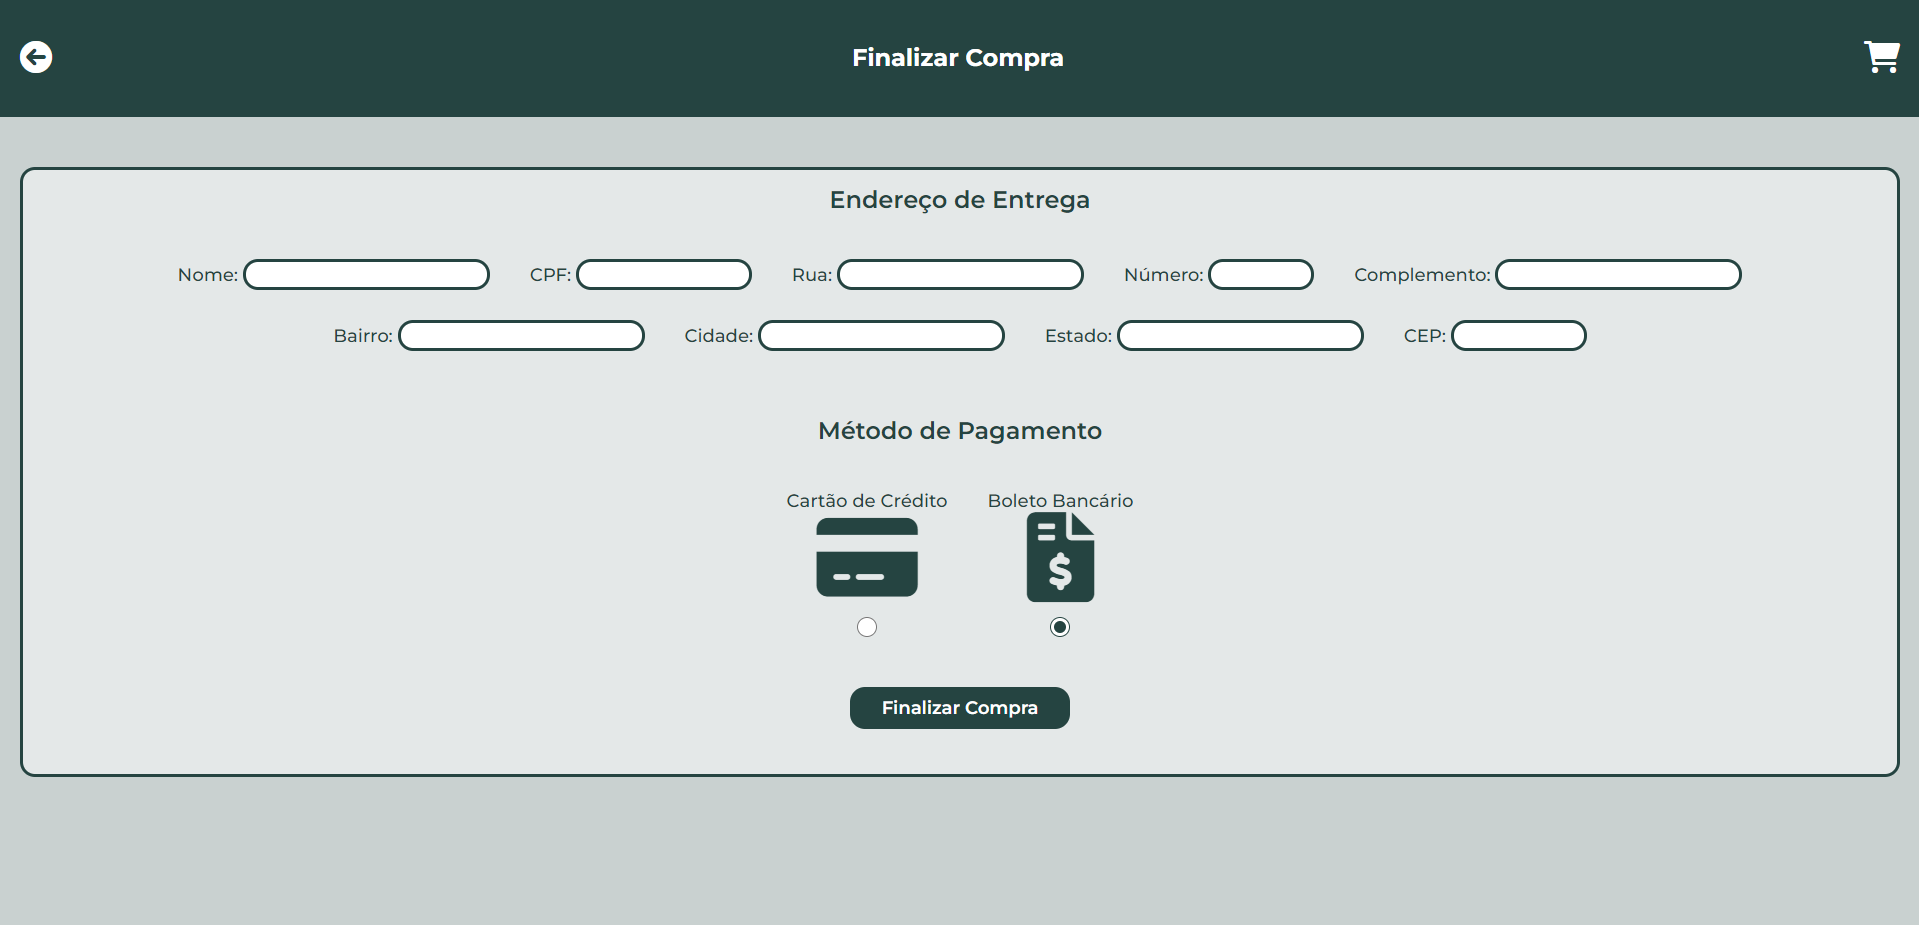 Finalizar Compra
Endereço de Entrega
Nome: CPF: Rua: Número: Complemento:
Bairro: Cidade: Estado: CEP:
Método de Pagamento
Cartão de Crédito Boleto Bancário
$
Finalizar Compra